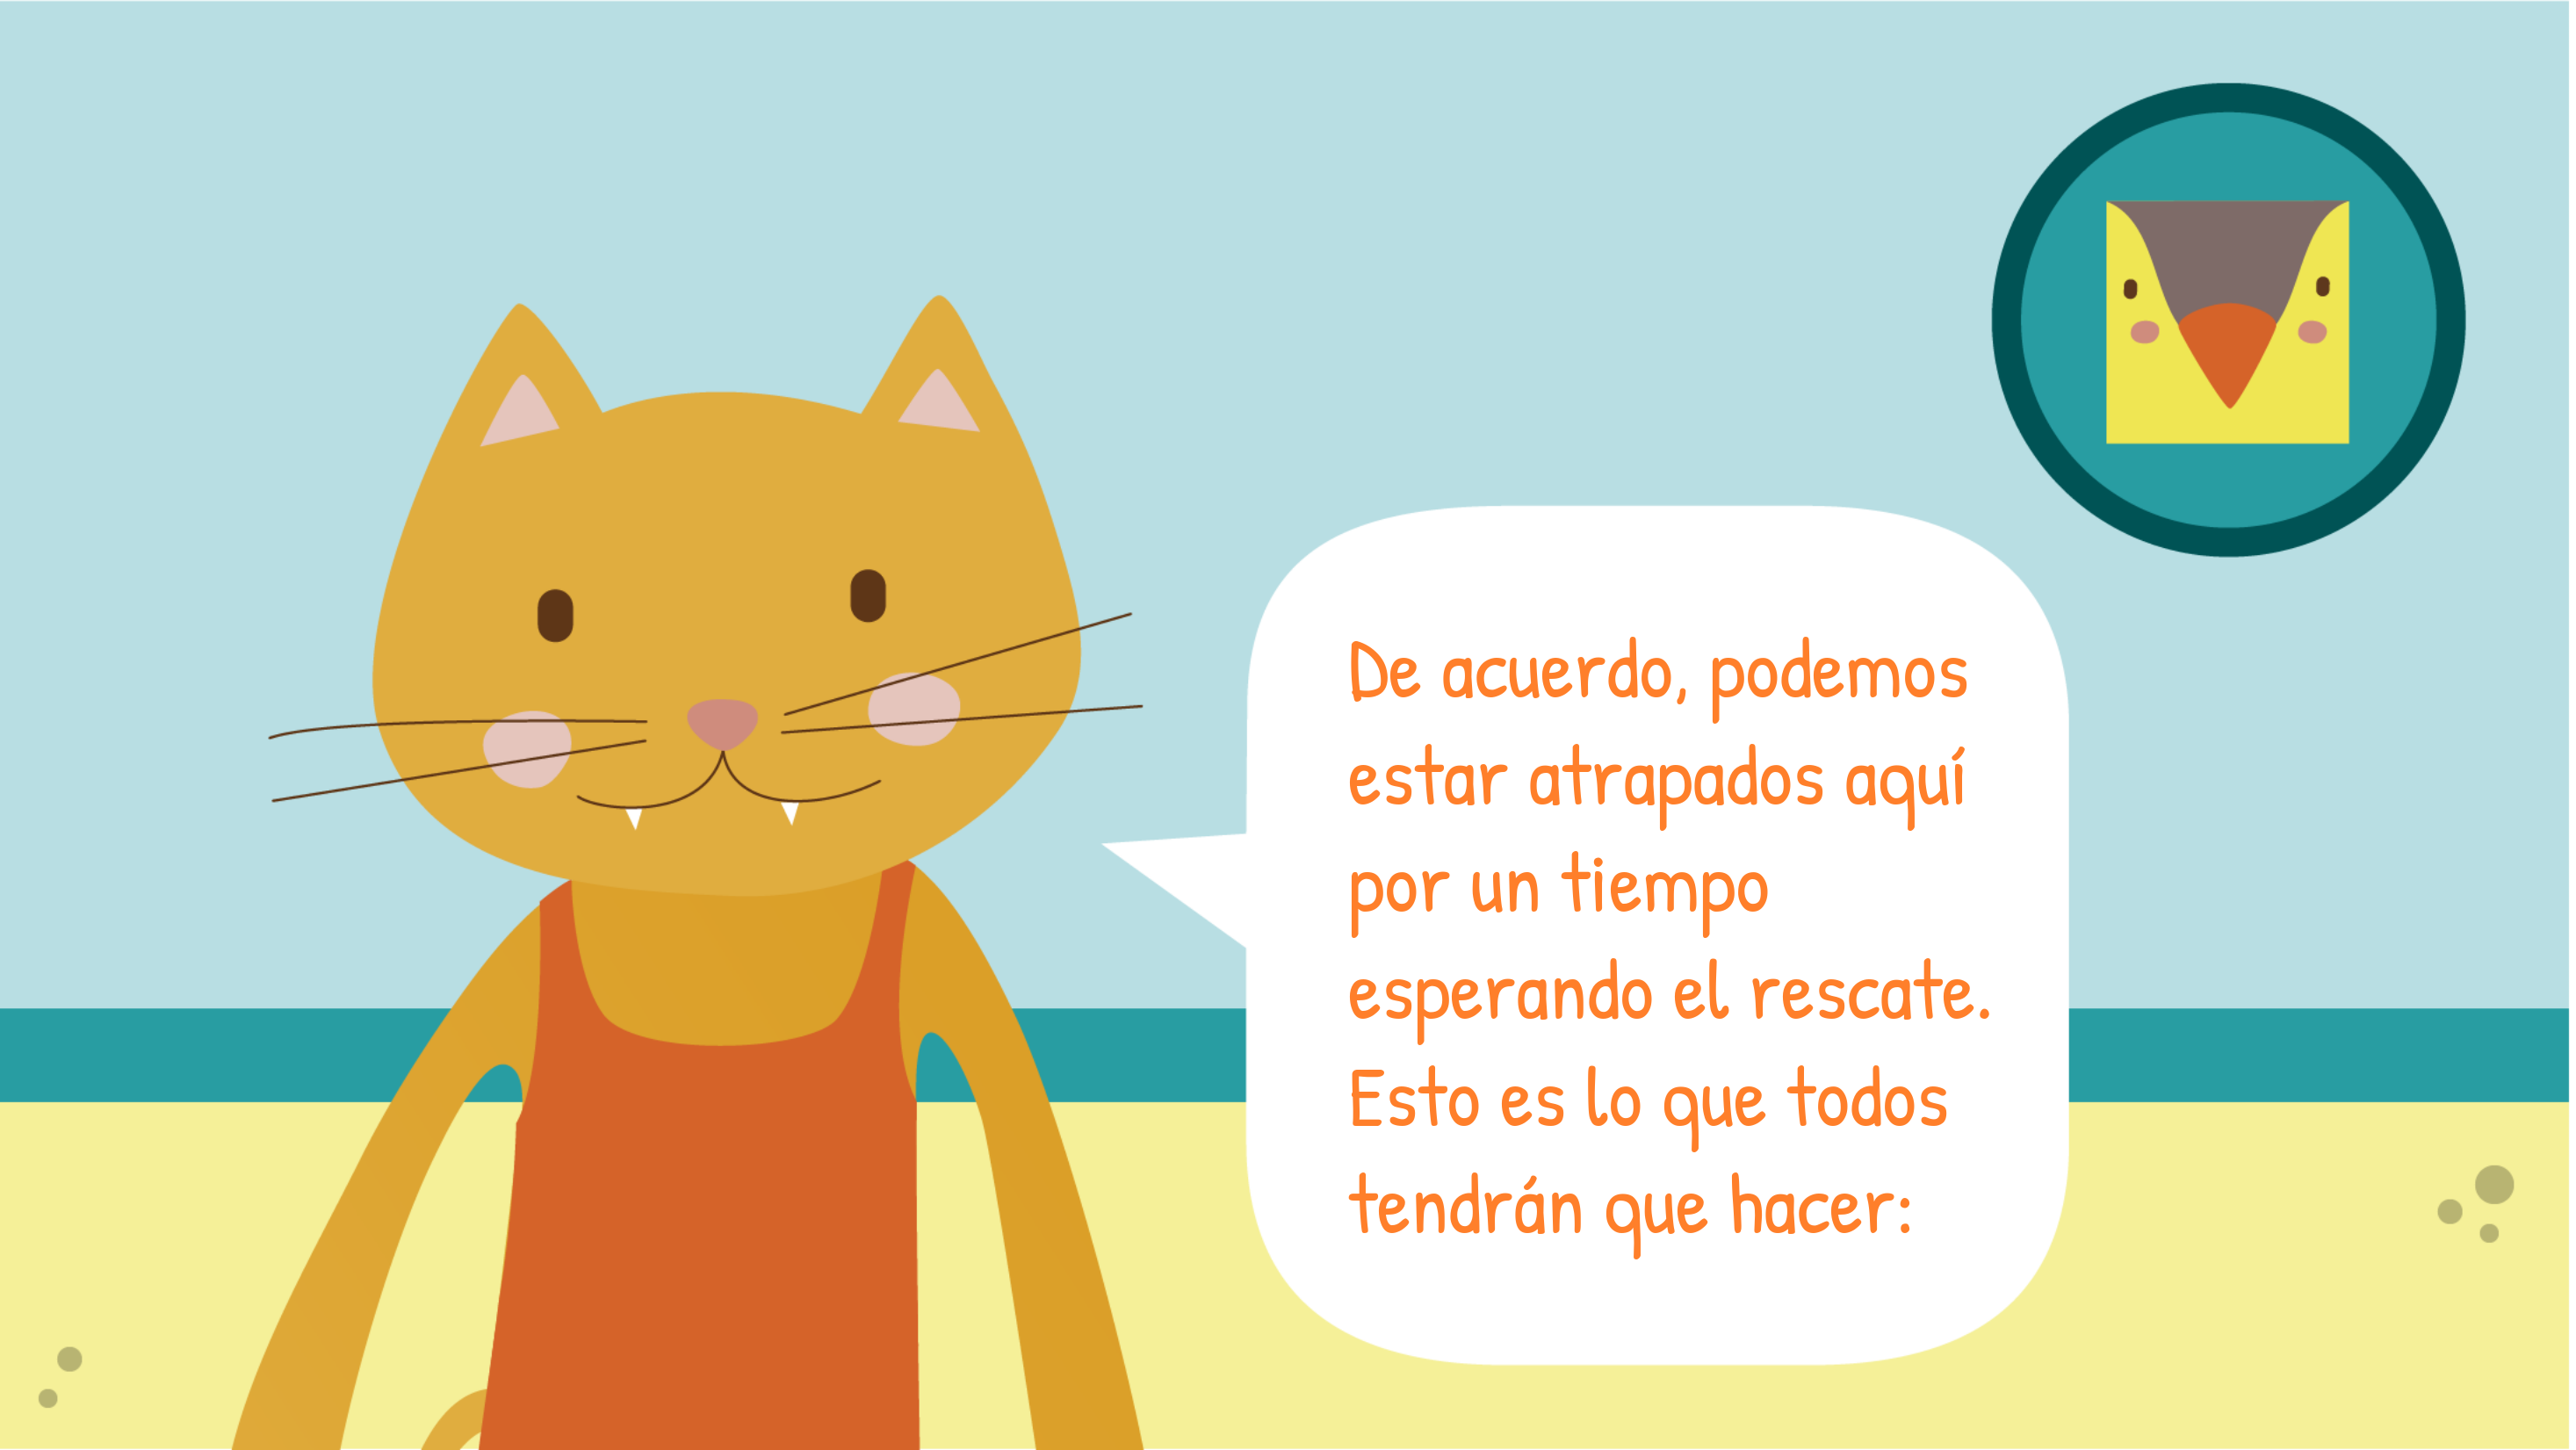 De acuerdo, podemos
estar atrapados aquí
por un tiempo
esperando el rescate.
Esto es lo que todos
tendrán que hacer: